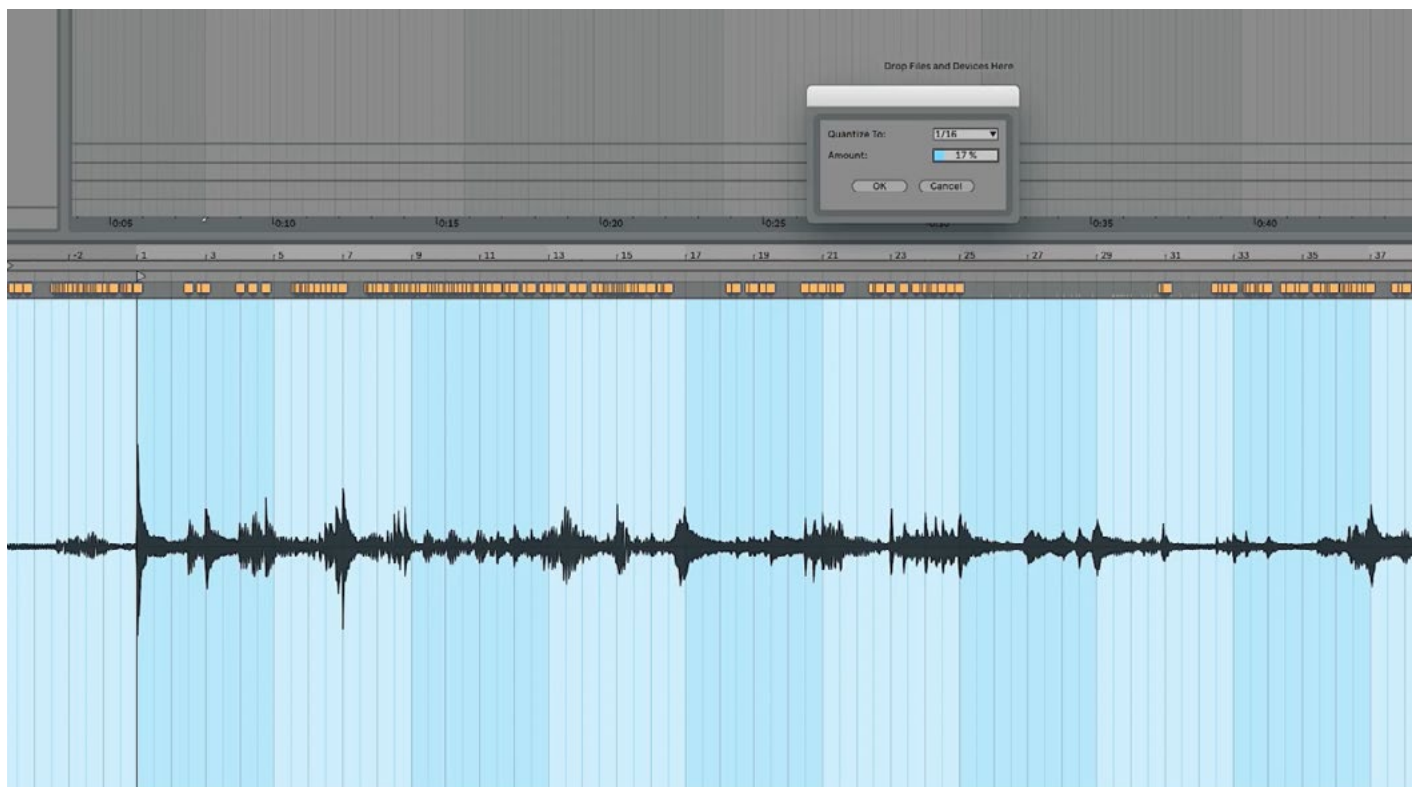 Drop Files and Devices Here
Quantize To: 1/16
Amount: 17 %
OK Cancel
0:05 0:10 0:15 0:20 0:25 0:30 0:35 0:40
-2 1 3 5 7 9 11 13 15 17 19 21 23 25 27 29 31 33 35 37